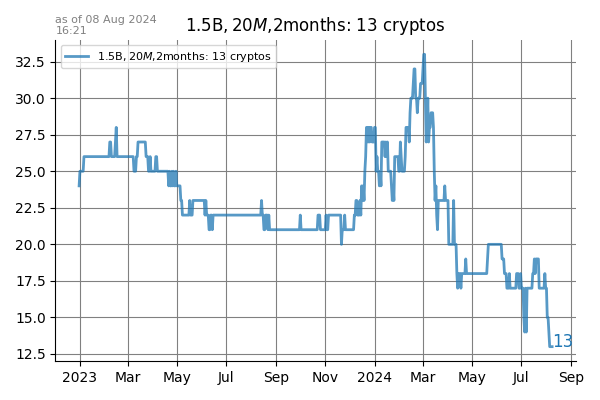 as of 08 Aug 2024
16:21
1.5B, 20M,2months: 13 cryptos
1.5B, 20M,2months: 13 cryptos
32.5
30.0
27.5
25.0
22.5
20.0
17.5
15.0
12.5
13
2023 Mar May Jul Sep Nov 2024 Mar May Jul Sep